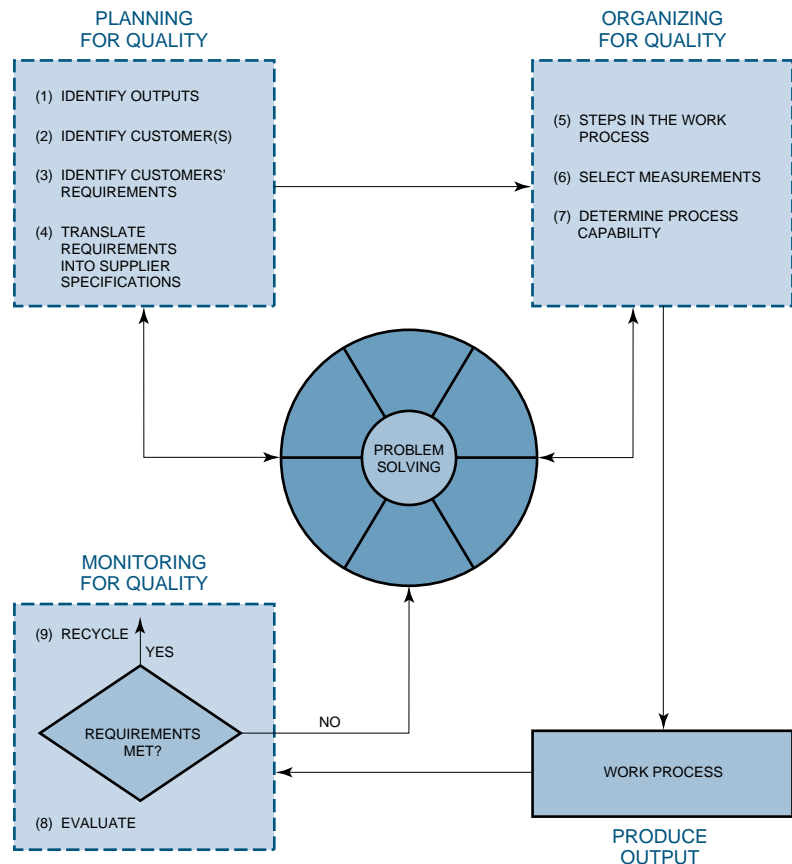 PLANNING
FOR QUALITY
(1) IDENTIFY OUTPUTS
(2) IDENTIFY CUSTOMER(S)
(3) IDENTIFY CUSTOMERS'
REQUIREMENTS
(4) TRANSLATE
REQUIREMENTS
INTO SUPPLIER
SPECIFICATIONS
ORGANIZING
FOR QUALITY
(5) STEPS IN THE WORK
PROCESS
(6) SELECT MEASUREMENTS
(7) DETERMINE PROCESS
CAPABILITY
PROBLEM
SOLVING
MONITORING
FOR QUALITY
(9) RECYCLE
YES
REQUIREMENTS
MET?
NO
(8) EVALUATE
WORK PROCESS
PRODUCE
OUTPUT